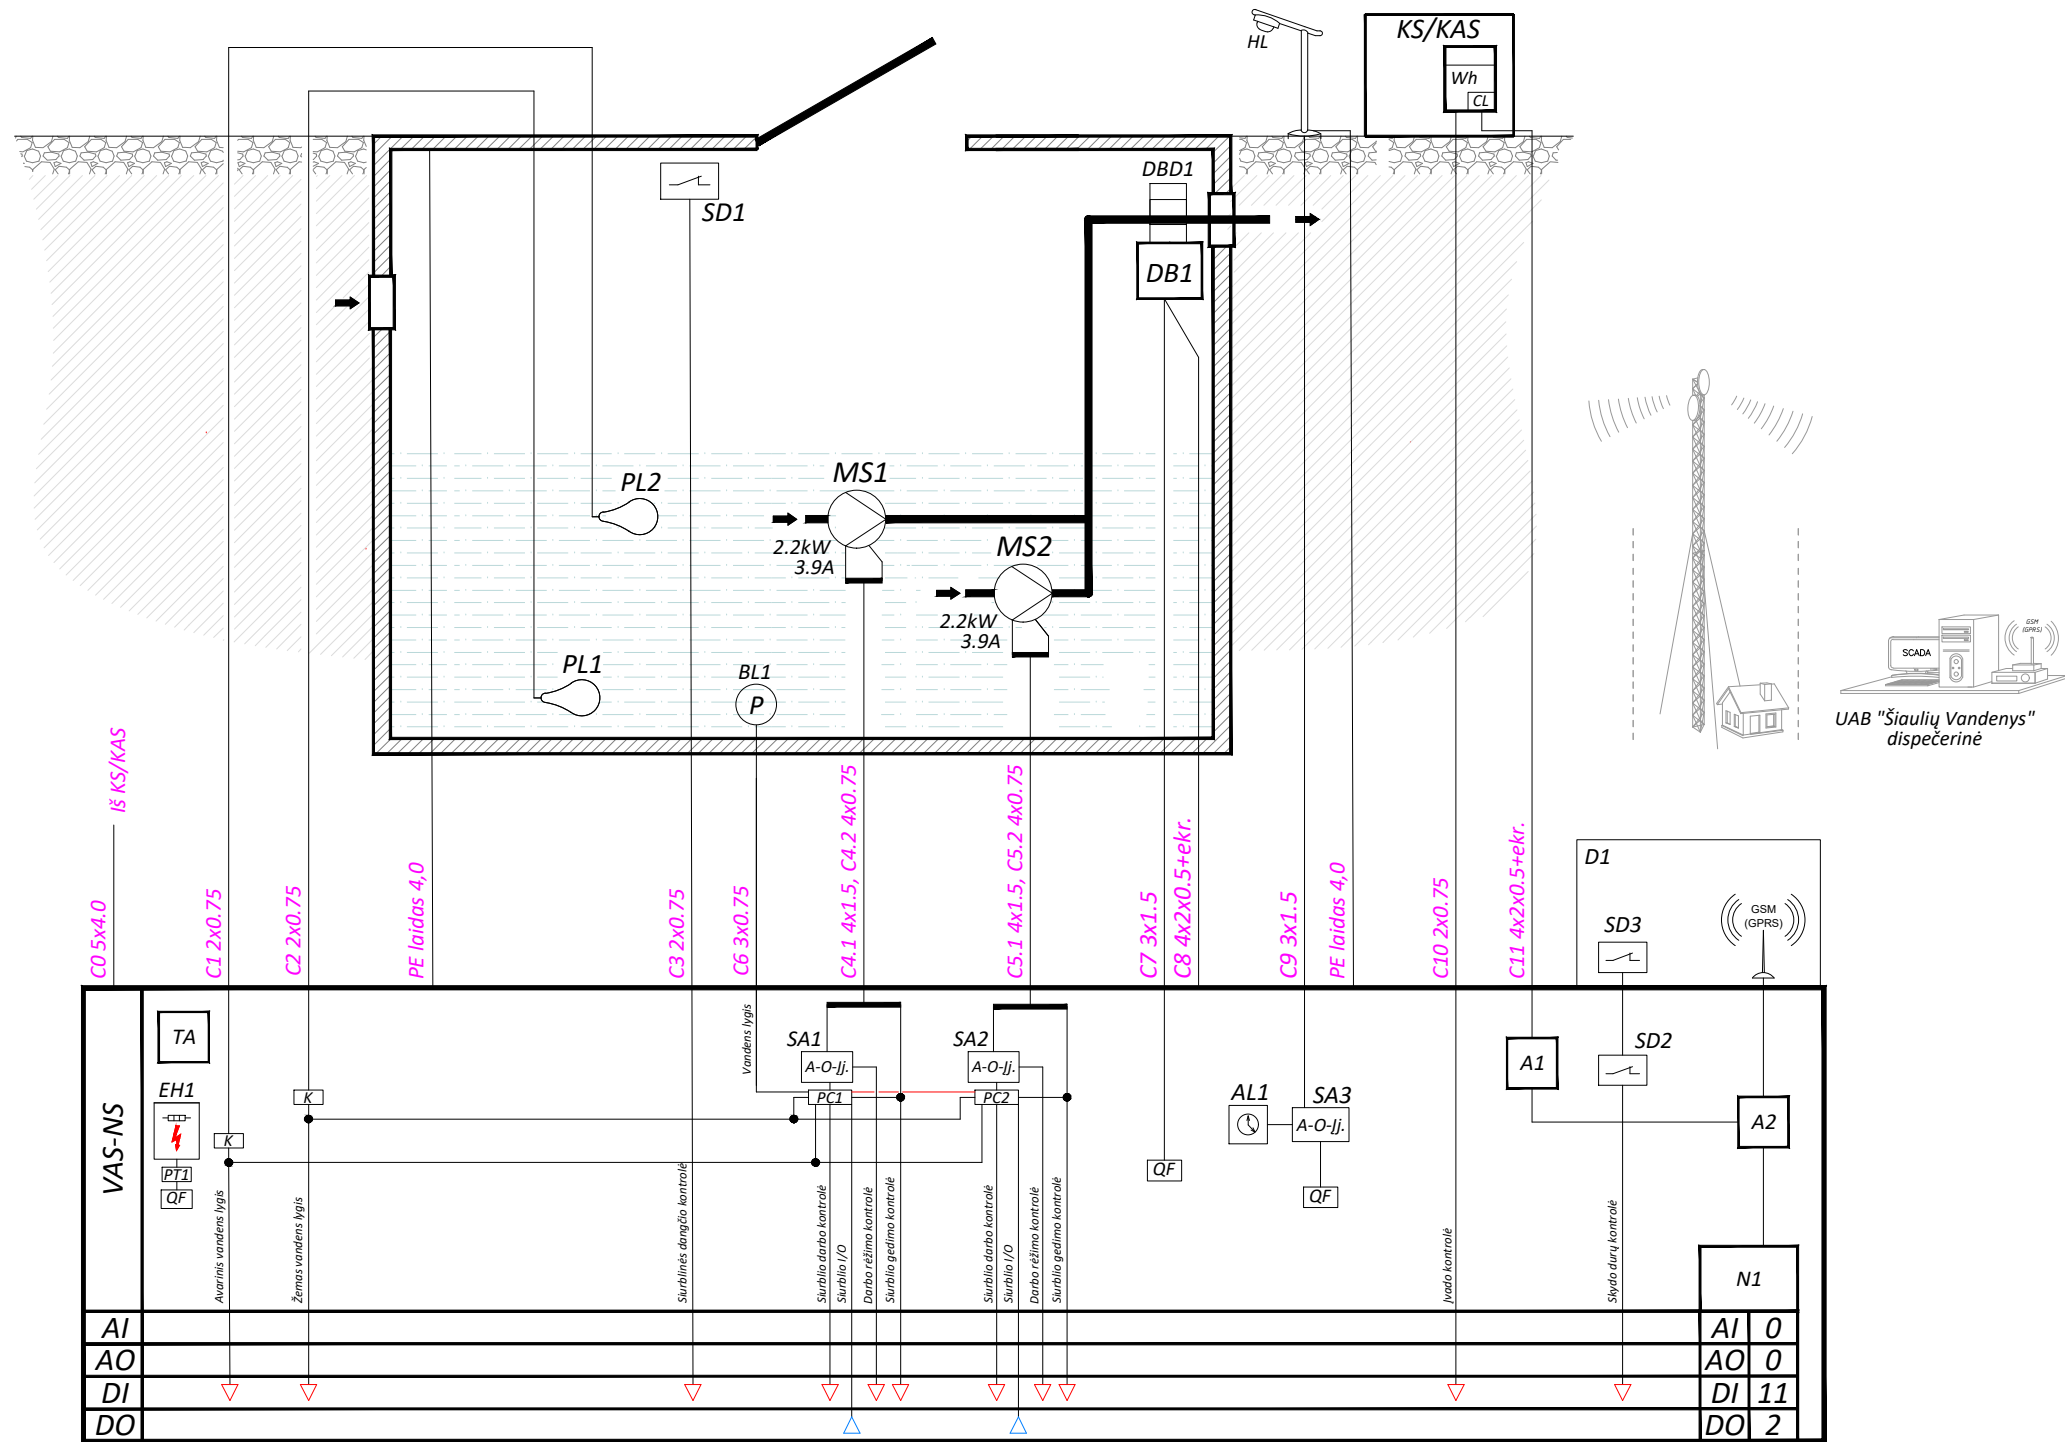 HL
KS/KAS
Wh
CL
DBD1
SD1
DB1
PL2
MS1
2.2kW
3.9A
MS2
2.2kW
3.9A
PL1
BL1
P
SCADA
GSM
(GPRS)
UAB "Šiaulių Vandenys"
dispečerinė
C0 5x4.0
Iš KS/KAS
C1 2x0.75
C2 2x0.75
PE laidas 4,0
C3 2x0.75
C6 3x0.75
C4.1 4x1.5, C4.2 4x0.75
C5.1 4x1.5, C5.2 4x0.75
C7 3x1.5
C8 4x2x0.5+ekr.
C9 3x1.5
PE laidas 4,0
C10 2x0.75
C11 4x2x0.5+ekr.
D1
SD3
GSM
(GPRS)
VAS-NS
TA
EH1
PT1
QF
K
K
Vandens lygis
SA1
A-O-Įj.
PC1
SA2
A-O-Įj.
PC2
QF
AL1
SA3
A-O-Įj.
QF
A1
SD2
A2
N1
Avarinis vandens lygis
Žemas vandens lygis
Siurblinės dangčio kontrolė
Siurblio darbo kontrolė
Siurblio I/O
Darbo rėžimo kontrolė
Siurblio gedimo kontrolė
Siurblio darbo kontrolė
Siurblio I/O
Darbo rėžimo kontrolė
Siurblio gedimo kontrolė
Įvado kontrolė
Skydo durų kontrolė
AI
AI 0
AO
AO 0
DI
DI 11
DO
DO 2